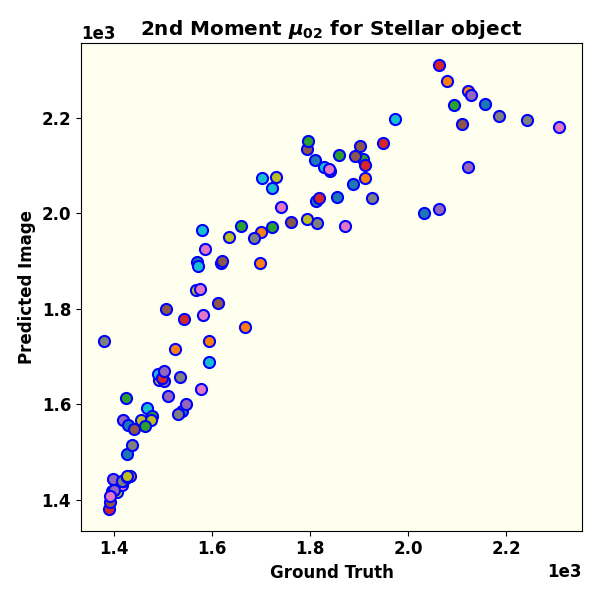 2nd Moment μ02 for Stellar object
1e3
2.2
2.0
1.8
1.6
1.4
Predicted Image
1.4 1.6 1.8 2.0 2.2
Ground Truth
1e3